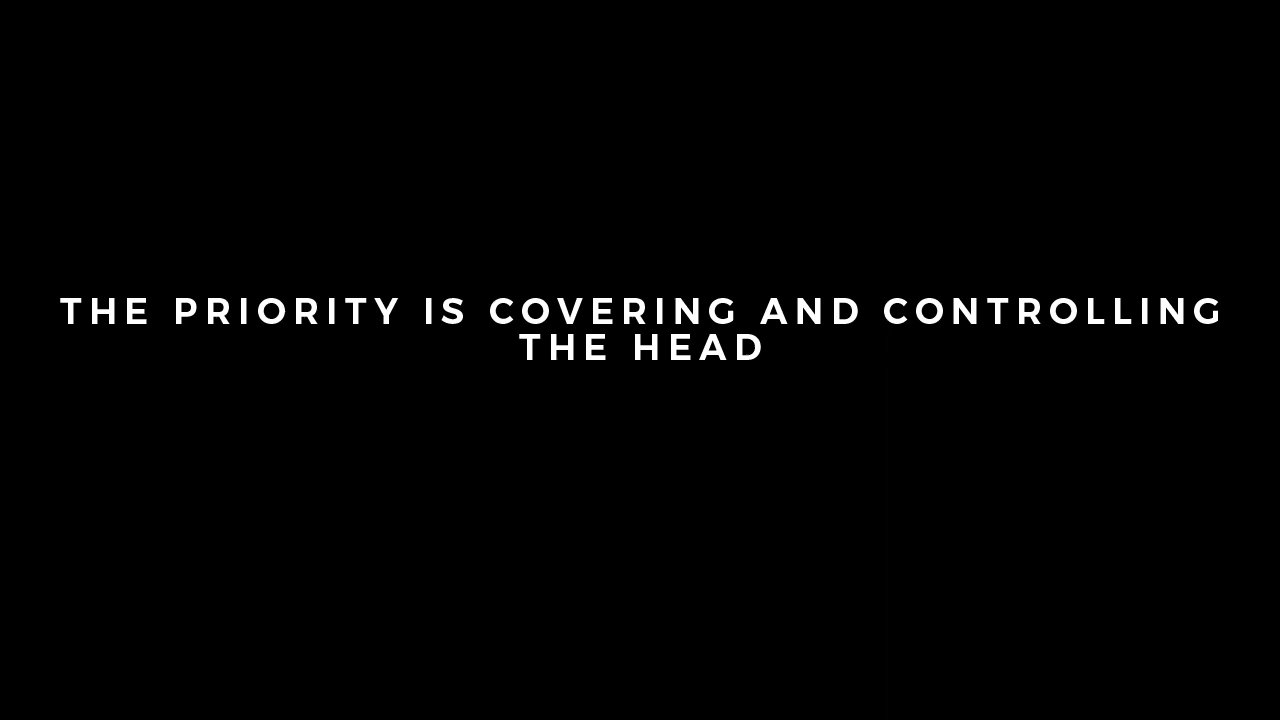 THE PRIORITY IS COVERING AND CONTROLLING
THE HEAD